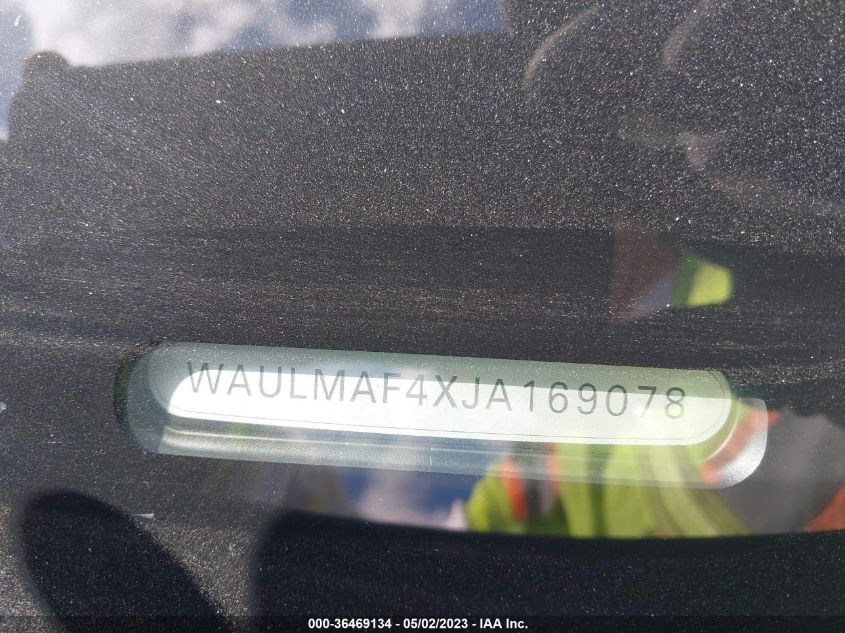 WAULMAF4XJA169078
000-36469134 - 05/02/2023 - IAA Inc.